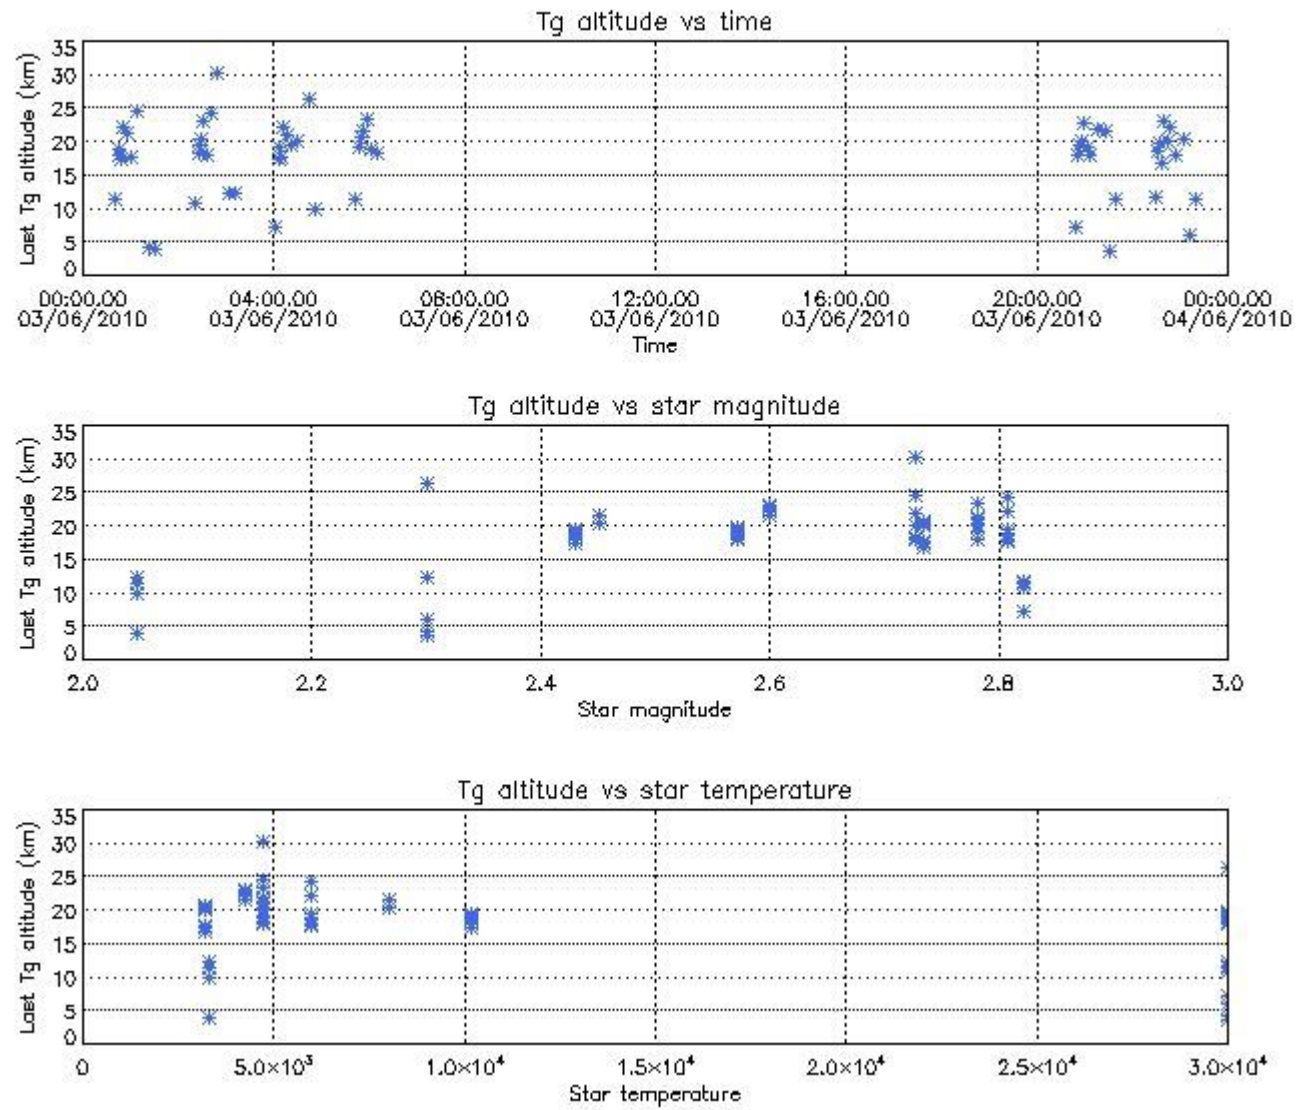 Tg altitude vs time
Last Tg altitude (km)
35
30
25
20
15
10
5
0
00:00.00 04:00.00 08:00.00 12:00.00 16:00.00 20:00.00 00:00.00
03/06/2010 03/06/2010 03/06/2010 03/06/2010 03/06/2010 03/06/2010 04/06/2010
Time
Tg altitude vs star magnitude
Last Tg altitude (km)
35
30
25
20
15
10
5
0
2.0 2.2 2.4 2.6 2.8 3.0
Star magnitude
Tg altitude vs star temperature
Last Tg altitude (km)
35
30
25
20
15
10
5
0
0 5.0×10³ 1.0×10⁴ 1.5×10⁴ 2.0×10⁴ 2.5×10⁴ 3.0×10⁴
Star temperature